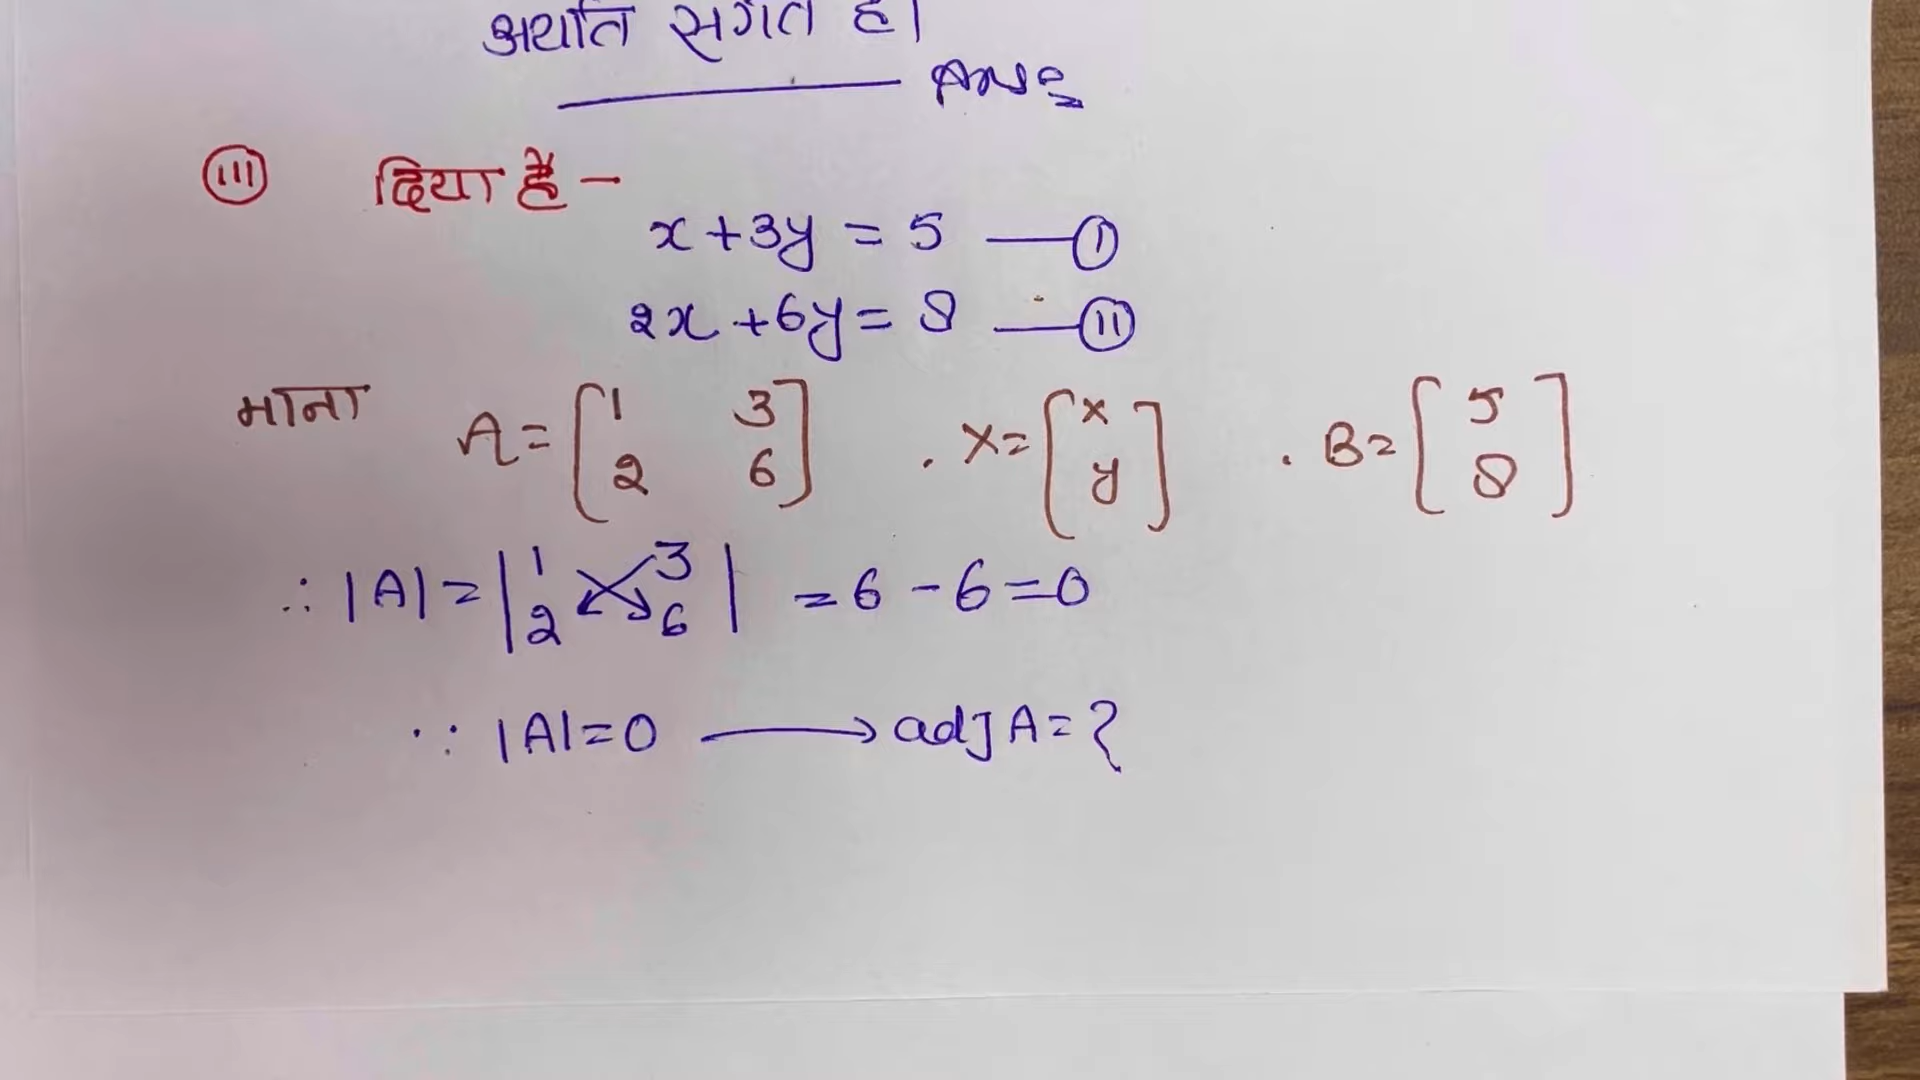 अर्थात संगत है।
Ans
(iii) दिया है -
x + 3y = 5 — (I)
2x + 6y = 8 — (II)
माना A = [1 3 2 6] . X = [x y] . B = [5 8]
∴ |A| = |1 3 2 6| = 6 - 6 = 0
∵ |A| = 0 ⟶ adj A = ?